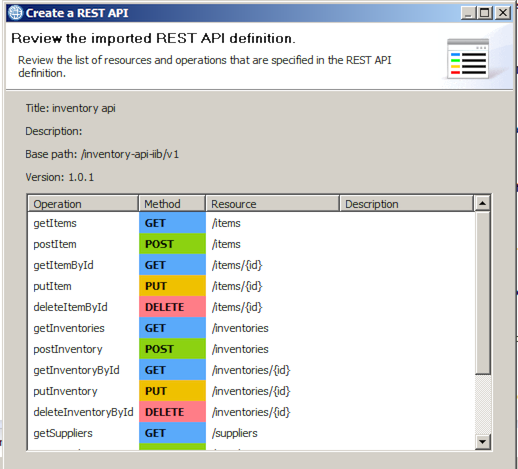 Create a REST API
Review the imported REST API definition.
Review the list of resources and operations that are specified in the REST API
definition.
Title: inventory api
Description:
Base path: /inventory-api-iib/v1
Version: 1.0.1
Operation Method Resource Description
getItems GET /items
postItem POST /items
getItemById GET /items/{id}
putItem PUT /items/{id}
deleteItemById DELETE /items/{id}
getInventories GET /inventories
postInventory POST /inventories
getInventoryById GET /inventories/{id}
putInventory PUT /inventories/{id}
deleteInventoryById DELETE /inventories/{id}
getSuppliers GET /suppliers